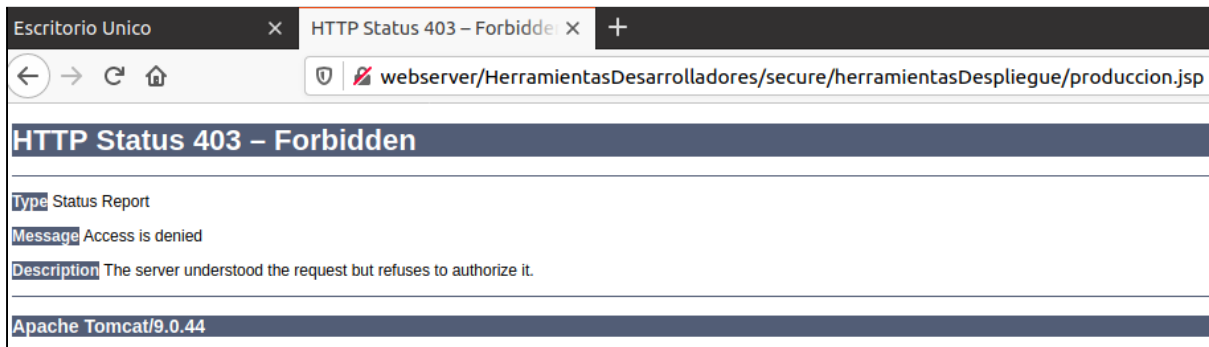 Escritorio Unico
HTTP Status 403 – Forbidden
webserver/HerramientasDesarrolladores/secure/herramientasDespliegue/produccion.jsp
HTTP Status 403 – Forbidden
Type Status Report
Message Access is denied
Description The server understood the request but refuses to authorize it.
Apache Tomcat/9.0.44